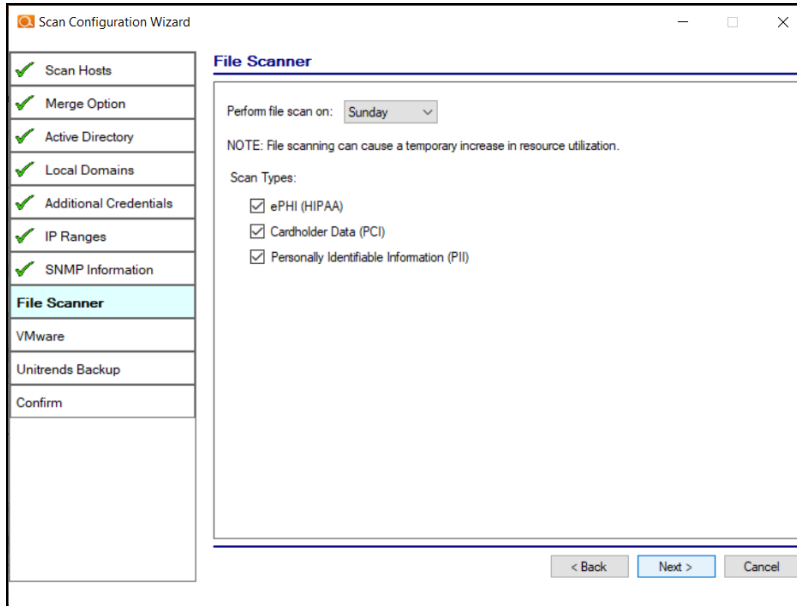 Scan Configuration Wizard
Scan Hosts
Merge Option
Active Directory
Local Domains
Additional Credentials
IP Ranges
SNMP Information
File Scanner
VMware
Unitrends Backup
Confirm
File Scanner
Perform file scan on: Sunday
NOTE: File scanning can cause a temporary increase in resource utilization.
Scan Types:
ePHI (HIPAA)
Cardholder Data (PCI)
Personally Identifiable Information (PII)
< Back Next > Cancel